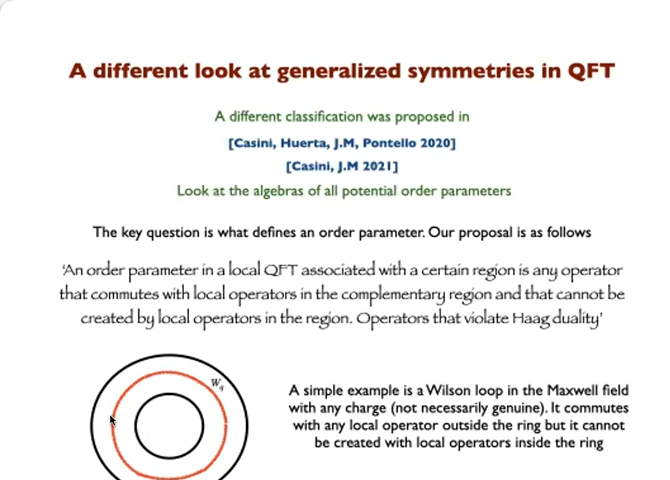 A different look at generalized symmetries in QFT
A different classification was proposed in
[Casini, Huerta, J.M, Pontello 2020]
[Casini, J.M 2021]
Look at the algebras of all potential order parameters
The key question is what defines an order parameter. Our proposal is as follows
'An order parameter in a local QFT associated with a certain region is any operator
that commutes with local operators in the complementary region and that cannot be
created by local operators in the region. Operators that violate Haag duality'
W_q
A simple example is a Wilson loop in the Maxwell field
with any charge (not necessarily genuine). It commutes
with any local operator outside the ring but it cannot
be created with local operators inside the ring